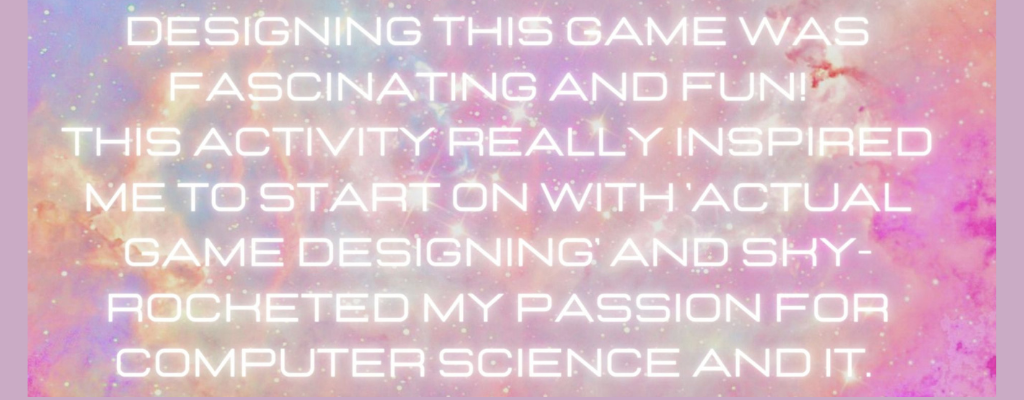 DESIGNING THIS GAME WAS
FASCINATING AND FUN!
THIS ACTIVITY REALLY INSPIRED
ME TO START ON WITH 'ACTUAL
GAME DESIGNING' AND SKY-
ROCKETED MY PASSION FOR
COMPUTER SCIENCE AND IT.